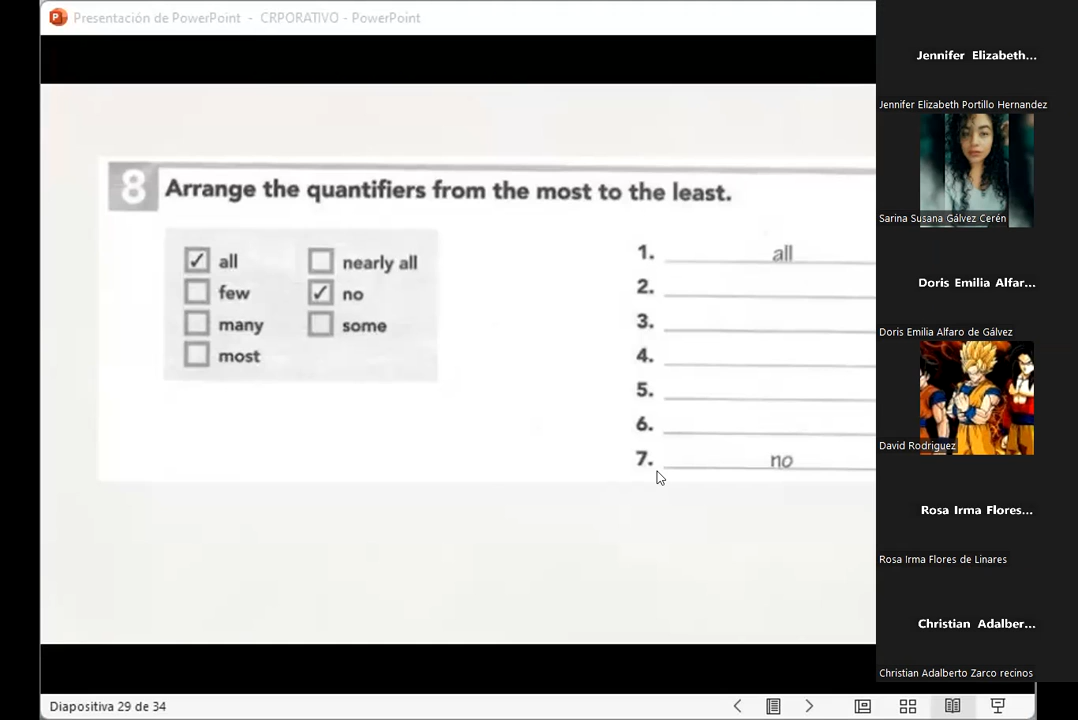 Presentación de PowerPoint - CRPORATIVO - PowerPoint
8 Arrange the quantifiers from the most to the least.
✓ all
few
many
most
nearly all
✓ no
some
1. all
2.
3.
4.
5.
6.
7. no
Jennifer Elizabeth...
Jennifer Elizabeth Portillo Hernandez
Sarina Susana Gálvez Cerén
Doris Emilia Alfar...
Doris Emilia Alfaro de Gálvez
David Rodriguez
Rosa Irma Flores...
Rosa Irma Flores de Linares
Christian Adalber...
Christian Adalberto Zarco recinos
Diapositiva 29 de 34